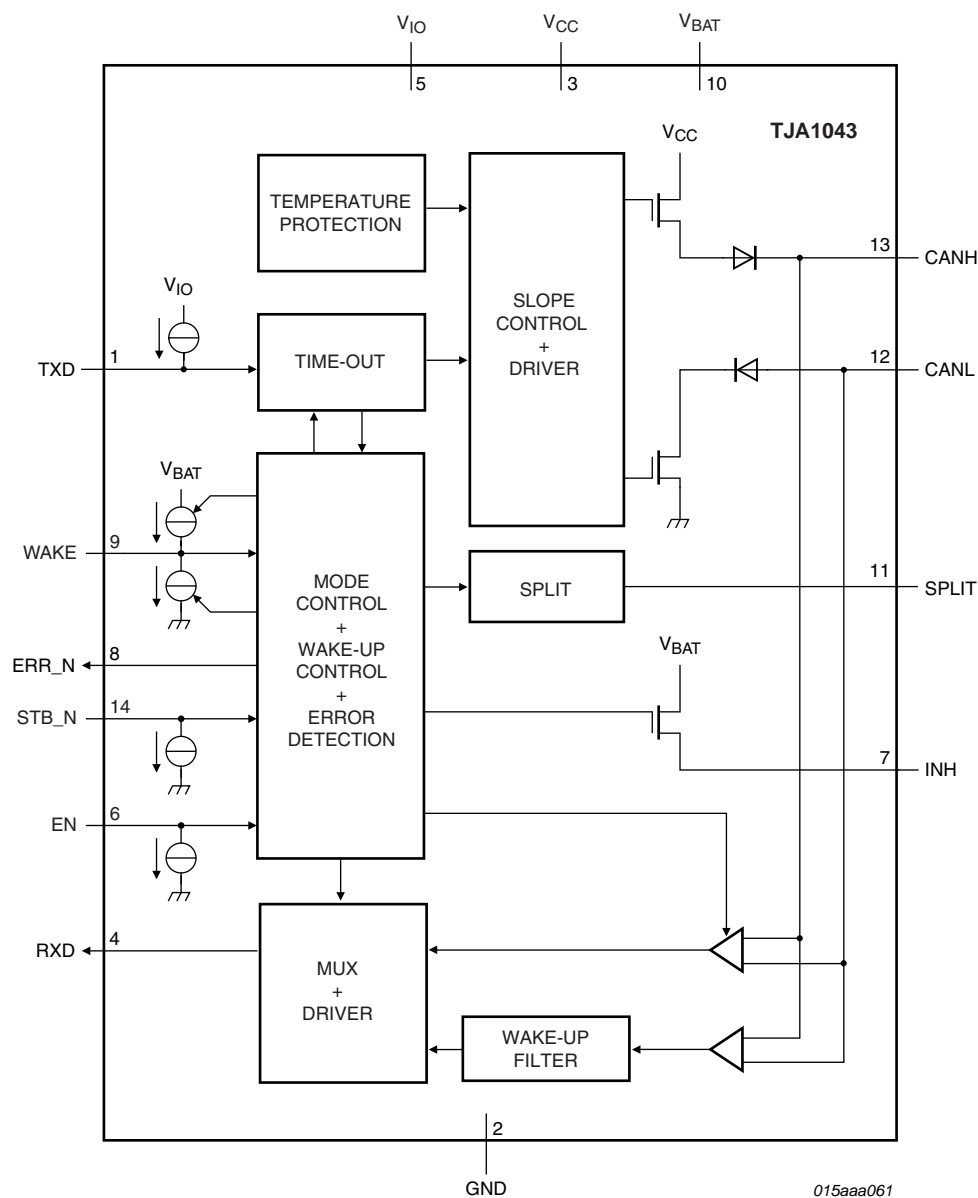 VIO
VCC
VBAT
5
3
10
TJA1043
VCC
TEMPERATURE
PROTECTION
SLOPE
CONTROL
+
DRIVER
13
CANH
VIO
TXD
1
TIME-OUT
12
CANL
VBAT
WAKE
9
MODE
CONTROL
+
WAKE-UP
CONTROL
+
ERROR
DETECTION
SPLIT
11
SPLIT
ERR_N
8
VBAT
STB_N
14
7
INH
EN
6
RXD
4
MUX
+
DRIVER
WAKE-UP
FILTER
2
GND
015aaa061